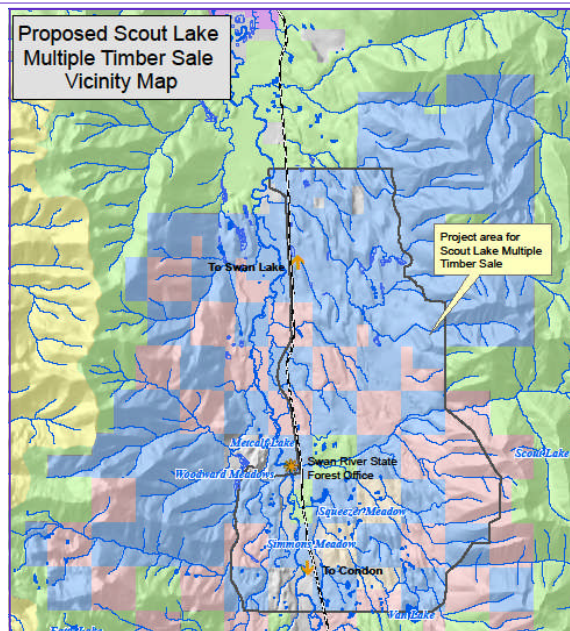 Proposed Scout Lake
Multiple Timber Sale
Vicinity Map
Project area for
Scout Lake Multiple
Timber Sale
To Swan Lake
Metcalf Lake
Swan River State
Forest Office
Woodward Meadows
Scout Lake
Squeezer Meadow
Simmons Meadow
To Condon
Van Lake